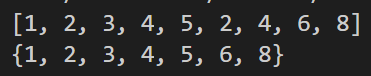 [1, 2, 3, 4, 5, 2, 4, 6, 8]
{1, 2, 3, 4, 5, 6, 8}